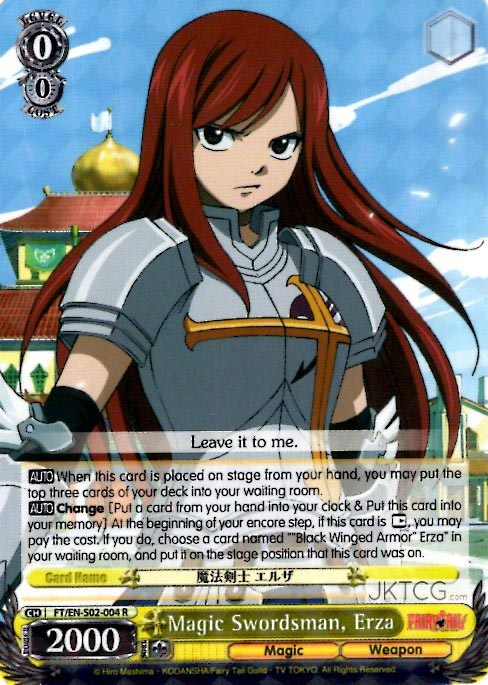 LEVEL
0
0
COST
Leave it to me.
AUTO When this card is placed on stage from your hand, you may put the
top three cards of your deck into your waiting room.
AUTO Change [Put a card from your hand into your clock & Put this card into
your memory] At the beginning of your encore step, if this card is , you may
pay the cost. If you do, choose a card named ""Black Winged Armor" Erza" in
your waiting room, and put it on the stage position that this card was on.
Card Name 魔法剣士 エルザ
JKTCG.com
CH FT/EN-S02-004 R
POWER 2000 SOUL Magic Swordsman, Erza FAIRY TAIL
Magic Weapon
© Hiro Mashima · KODANSHA/Fairy Tail Guild · TV TOKYO. All Rights Reserved.